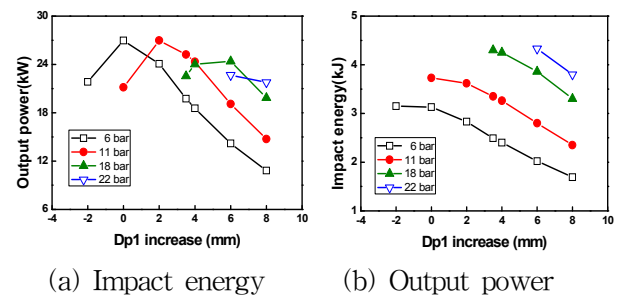 Output power(kW)
30
24
18
12
6
6 bar
11 bar
18 bar
22 bar
-4 -2 0 2 4 6 8 10
Dp1 increase (mm)
(a) Impact energy
Impact energy(kJ)
5
4
3
2
1
6 bar
11 bar
18 bar
22 bar
-4 -2 0 2 4 6 8 10
Dp1 increase (mm)
(b) Output power